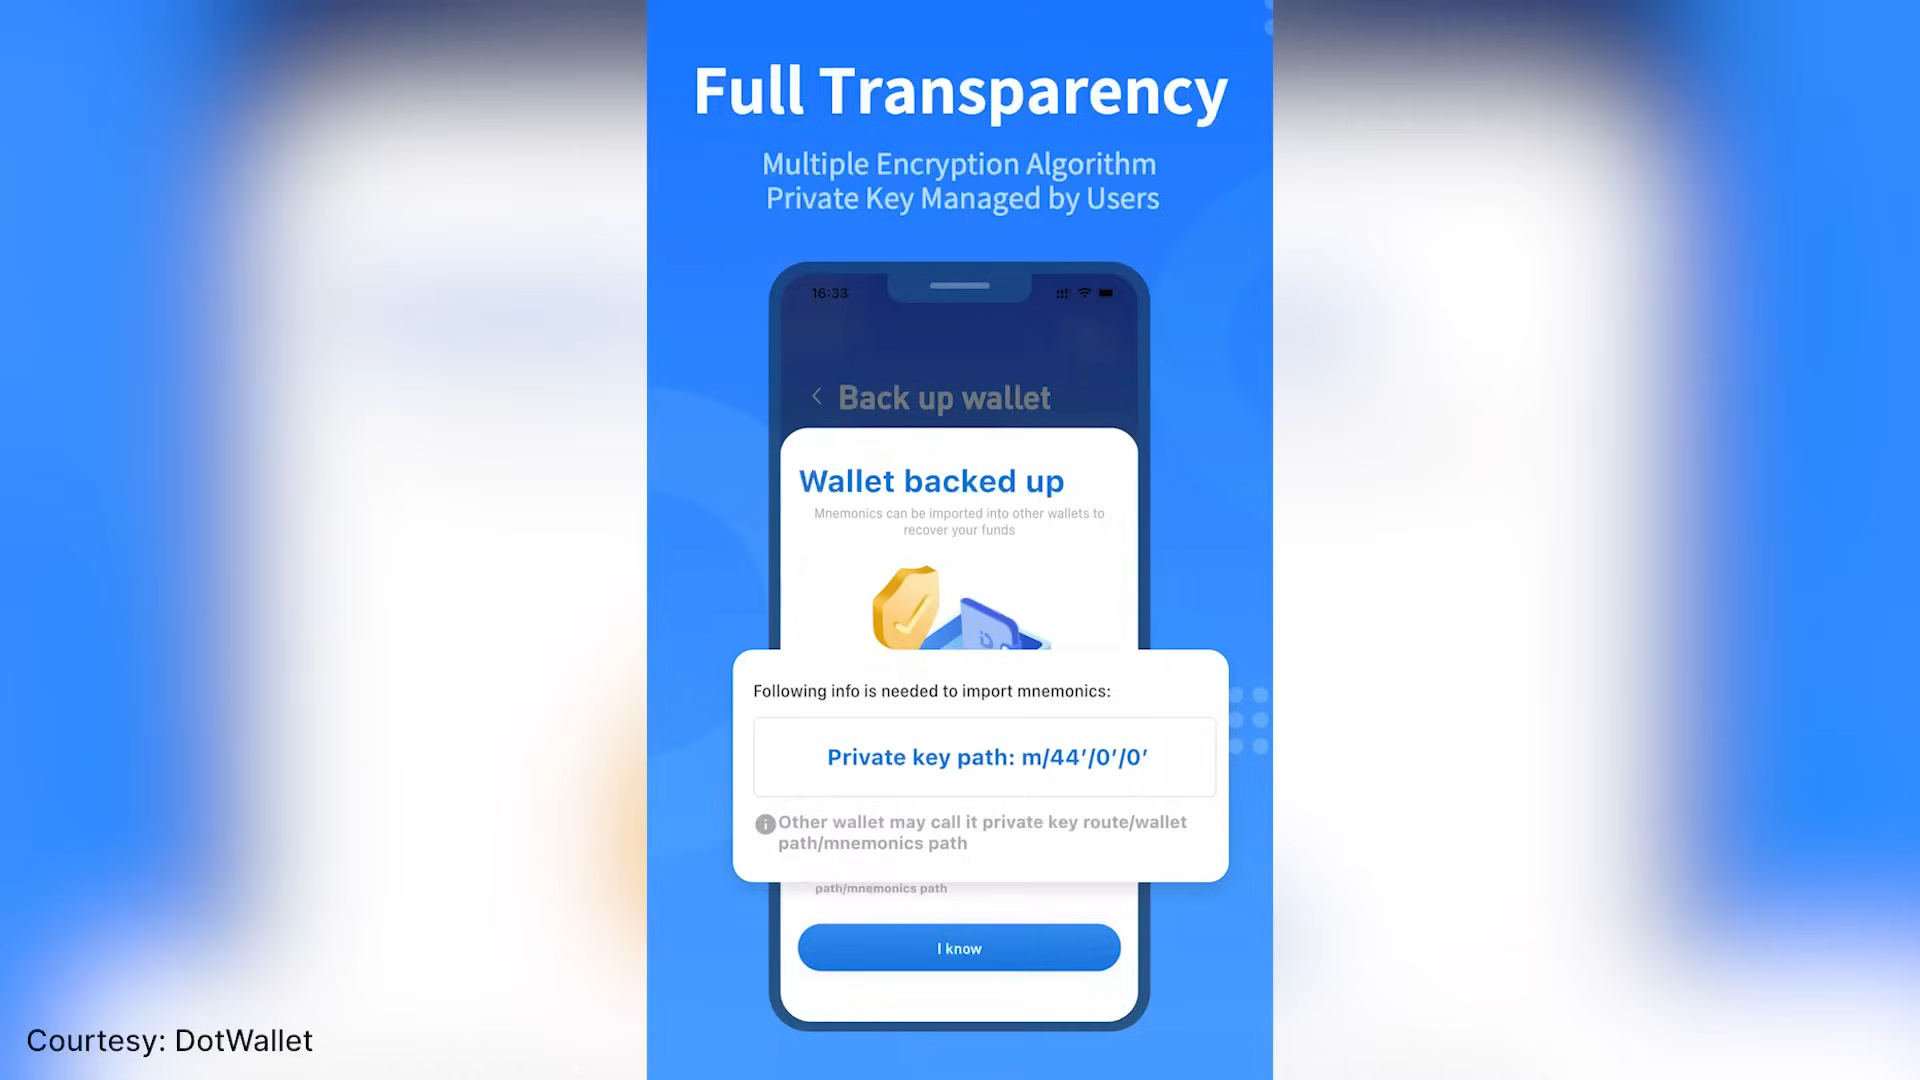 Full Transparency
Multiple Encryption Algorithm
Private Key Managed by Users
16:33
Back up wallet
Wallet backed up
Mnemonics can be imported into other wallets to
recover your funds
Following info is needed to import mnemonics:
Private key path: m/44’/0’/0’
Other wallet may call it private key route/wallet
path/mnemonics path
path/mnemonics path
I know
Courtesy: DotWallet